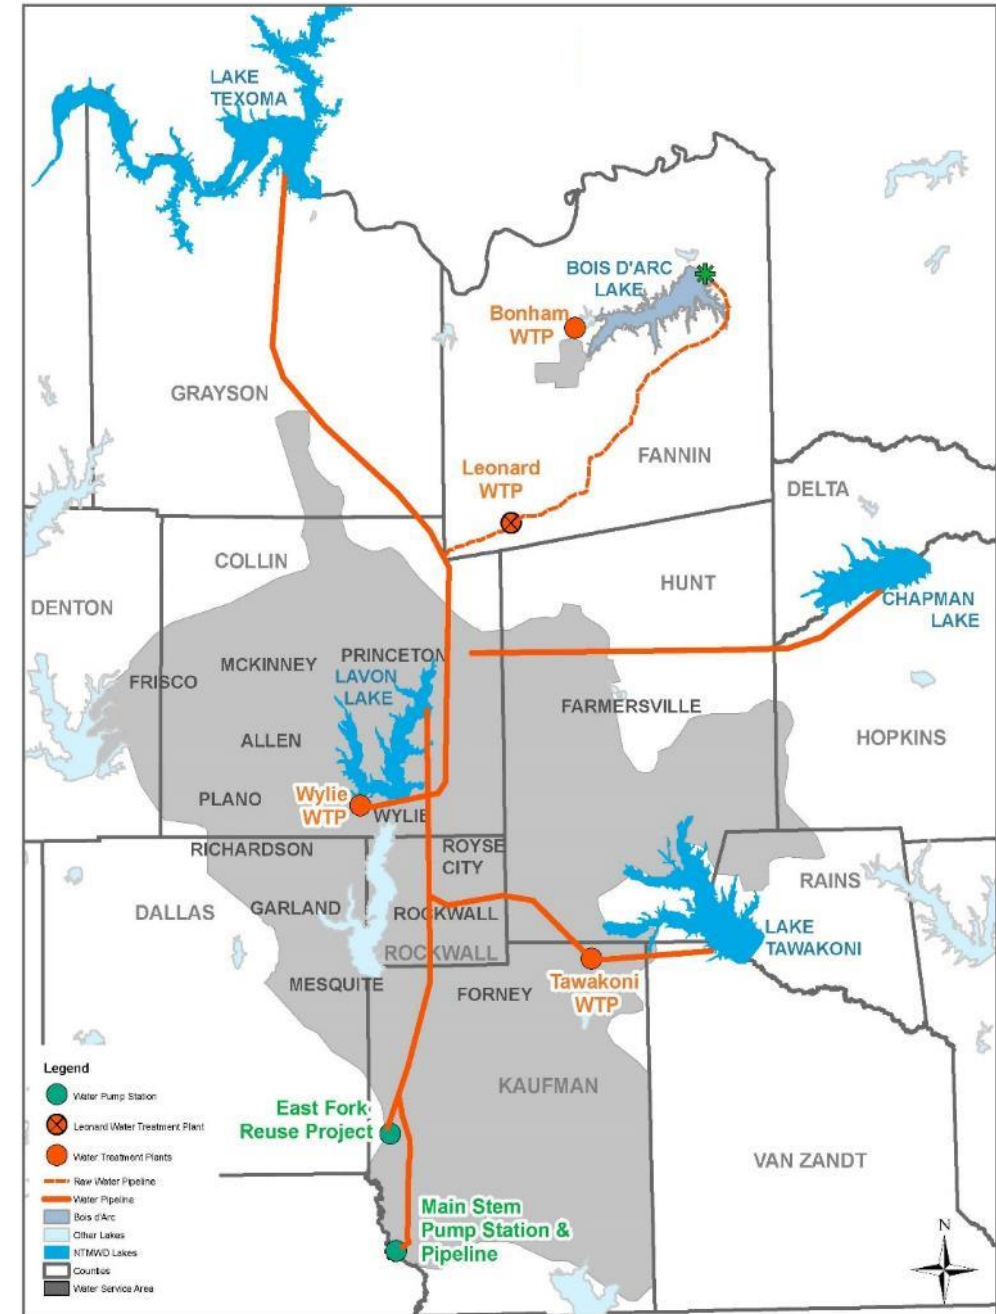 LAKE
TEXOMA
BOIS D'ARC
LAKE
Bonham
WTP
GRAYSON
FANNIN
Leonard
WTP
DELTA
COLLIN
HUNT
DENTON
CHAPMAN
LAKE
MCKINNEY
PRINCETON
FRISCO
LAVON
LAKE
FARMERSVILLE
ALLEN
HOPKINS
PLANO
Wylie
WTP
WYLIE
RICHARDSON
ROYSE
CITY
RAINS
DALLAS
GARLAND
ROCKWALL
LAKE
TAWAKONI
ROCKWALL
MESQUITE
FORNEY
Tawakoni
WTP
KAUFMAN
East Fork
Reuse Project
VAN ZANDT
Main Stem
Pump Station &
Pipeline
N
Legend
Water Pump Station
Leonard Water Treatment Plant
Water Treatment Plants
Raw Water Pipeline
Water Pipeline
Bois d'Arc
Other Lakes
NTMWD Lakes
Counties
Water Service Area